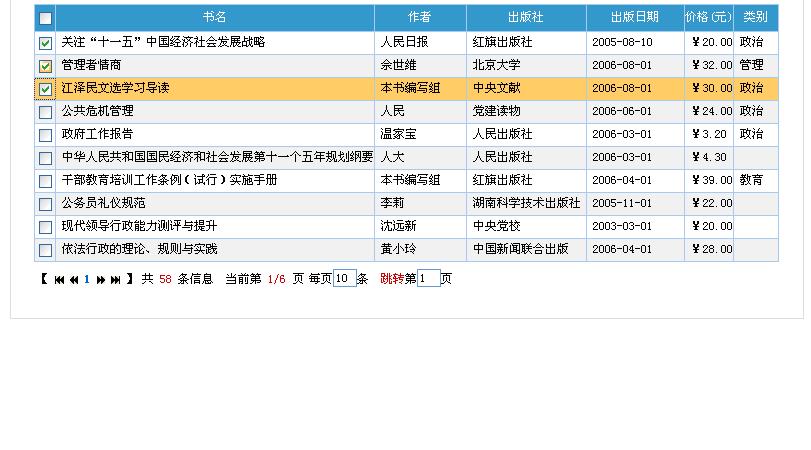 书名 作者 出版社 出版日期 价格(元) 类别
关注“十一五”中国经济社会发展战略 人民日报 红旗出版社 2005-08-10 ￥20.00 政治
管理者情商 余世维 北京大学 2006-08-01 ￥32.00 管理
江泽民文选学习导读 本书编写组 中央文献 2006-08-01 ￥30.00 政治
公共危机管理 人民 党建读物 2006-06-01 ￥24.00 政治
政府工作报告 温家宝 人民出版社 2006-03-01 ￥3.20 政治
中华人民共和国国民经济和社会发展第十一个五年规划纲要 人大 人民出版社 2006-03-01 ￥4.30
干部教育培训工作条例（试行）实施手册 本书编写组 红旗出版社 2006-04-01 ￥39.00 教育
公务员礼仪规范 李莉 湖南科学技术出版社 2005-11-01 ￥22.00
现代领导行政能力测评与提升 沈远新 中央党校 2003-03-01 ￥20.00
依法行政的理论、规则与实践 黄小玲 中国新闻联合出版 2006-04-01 ￥28.00
【 1 】 共 58 条信息 当前第 1/6 页 每页 10 条 跳转第 1 页